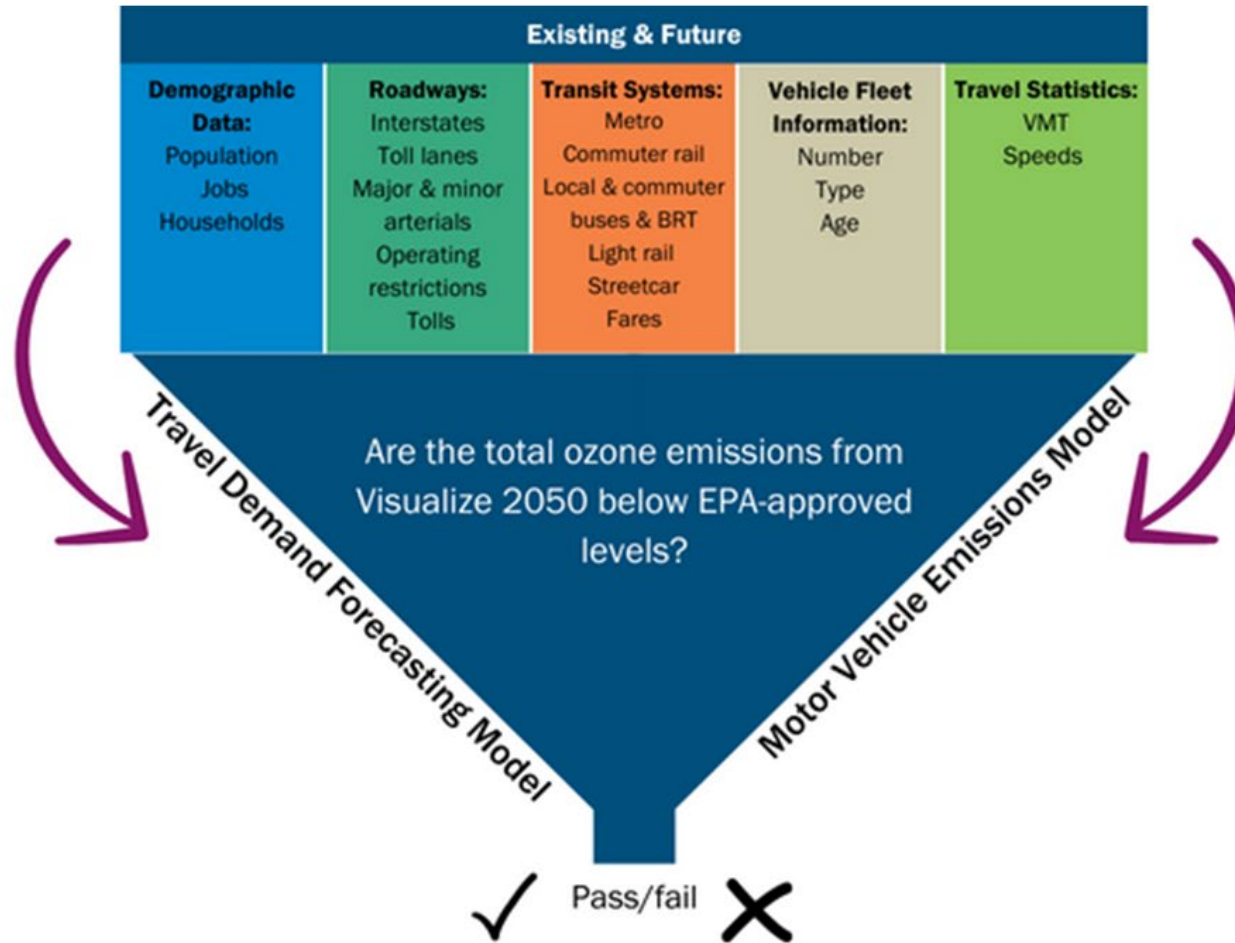 Existing & Future
Demographic
Data:
Population
Jobs
Households
Roadways:
Interstates
Toll lanes
Major & minor
arterials
Operating
restrictions
Tolls
Transit Systems:
Metro
Commuter rail
Local & commuter
buses & BRT
Light rail
Streetcar
Fares
Vehicle Fleet
Information:
Number
Type
Age
Travel Statistics:
VMT
Speeds
Travel Demand Forecasting Model
Are the total ozone emissions from
Visualize 2050 below EPA-approved
levels?
Motor Vehicle Emissions Model
Pass/fail